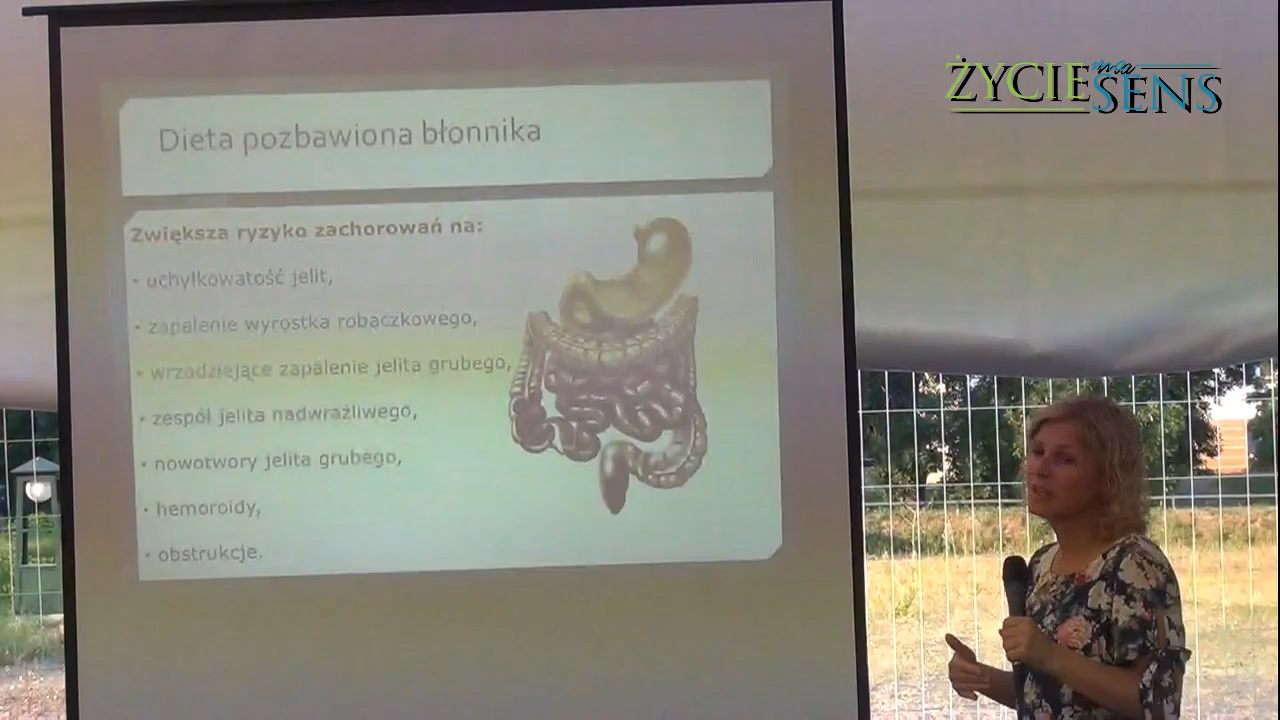 ŻYCIE ma SENS
Dieta pozbawiona błonnika
Zwiększa ryzyko zachorowań na:
• uchyłkowatość jelit,
• zapalenie wyrostka robaczkowego,
• wrzodziejące zapalenie jelita grubego,
• zespół jelita nadwrażliwego,
• nowotwory jelita grubego,
• hemoroidy,
• obstrukcje.